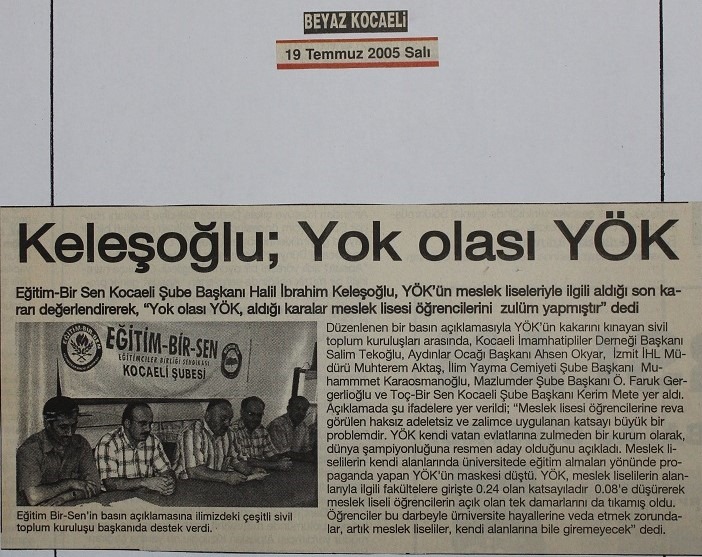 BEYAZ KOCAELİ
19 Temmuz 2005 Salı
Keleşoğlu; Yok olası YÖK
Eğitim-Bir Sen Kocaeli Şube Başkanı Halil İbrahim Keleşoğlu, YÖK'ün meslek liseleriyle ilgili aldığı son ka-
rarı değerlendirerek, “Yok olası YÖK, aldığı karalar meslek lisesi öğrencilerini zulüm yapmıştır” dedi
EĞİTİM-BİR-SEN
EĞİTİMCİLER BİRLİĞİ SENDİKASI
KOCAELİ ŞUBESİ
Eğitim Bir-Sen'in basın açıklamasına ilimizdeki çeşitli sivil
toplum kuruluşu başkanıda destek verdi.
Düzenlenen bir basın açıklamasıyla YÖK'ün kakarını kınayan sivil
toplum kuruluşları arasında, Kocaeli İmamhatipliler Derneği Başkanı
Salim Tekoğlu, Aydınlar Ocağı Başkanı Ahsen Okyar, İzmit İHL Mü-
dürü Muhterem Aktaş, İlim Yayma Cemiyeti Şube Başkanı Mu-
hammmet Karaosmanoğlu, Mazlumder Şube Başkanı Ö. Faruk Ger-
gerlioğlu ve Toç-Bir Sen Kocaeli Şube Başkanı Kerim Mete yer aldı.
Açıklamada şu ifadelere yer verildi; “Meslek lisesi öğrencilerine reva
görülen haksız adeletsiz ve zalimce uygulanan katsayı büyük bir
problemdir. YÖK kendi vatan evlatlarına zulmeden bir kurum olarak,
dünya şampiyonluğuna resmen aday olduğunu açıkladı. Meslek li-
selilerin kendi alanlarında üniversitede eğitim almaları yönünde pro-
paganda yapan YÖK'ün maskesi düştü. YÖK, meslek liselilerin alan-
larıyla ilgili fakültelere girişte 0.24 olan katsayıladır 0.08'e düşürerek
meslek liseli öğrencilerin açık olan tek damarlarını da tıkamış oldu.
Öğrenciler bu darbeyle ürniversite hayallerine veda etmek zorunda-
lar, artık meslek liseliler, kendi alanlarına bile giremeyecek” dedi.